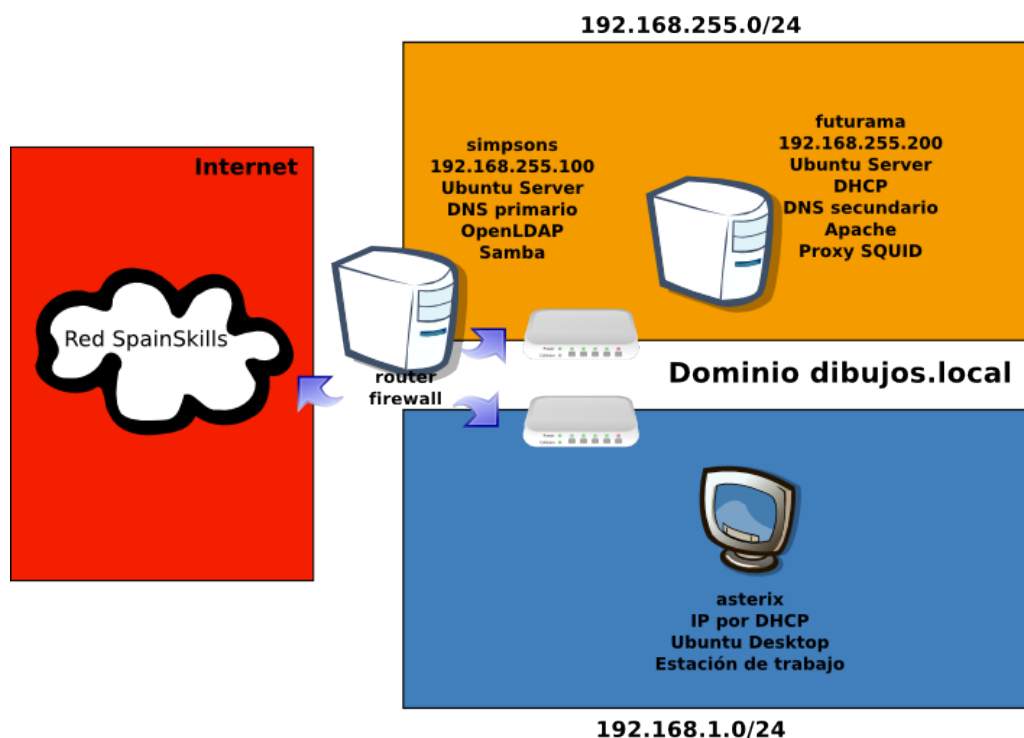 192.168.255.0/24
Internet
Red SpainSkills
simpsons
192.168.255.100
Ubuntu Server
DNS primario
OpenLDAP
Samba
futurama
192.168.255.200
Ubuntu Server
DHCP
DNS secundario
Apache
Proxy SQUID
router
firewall
Dominio dibujos.local
asterix
IP por DHCP
Ubuntu Desktop
Estación de trabajo
192.168.1.0/24